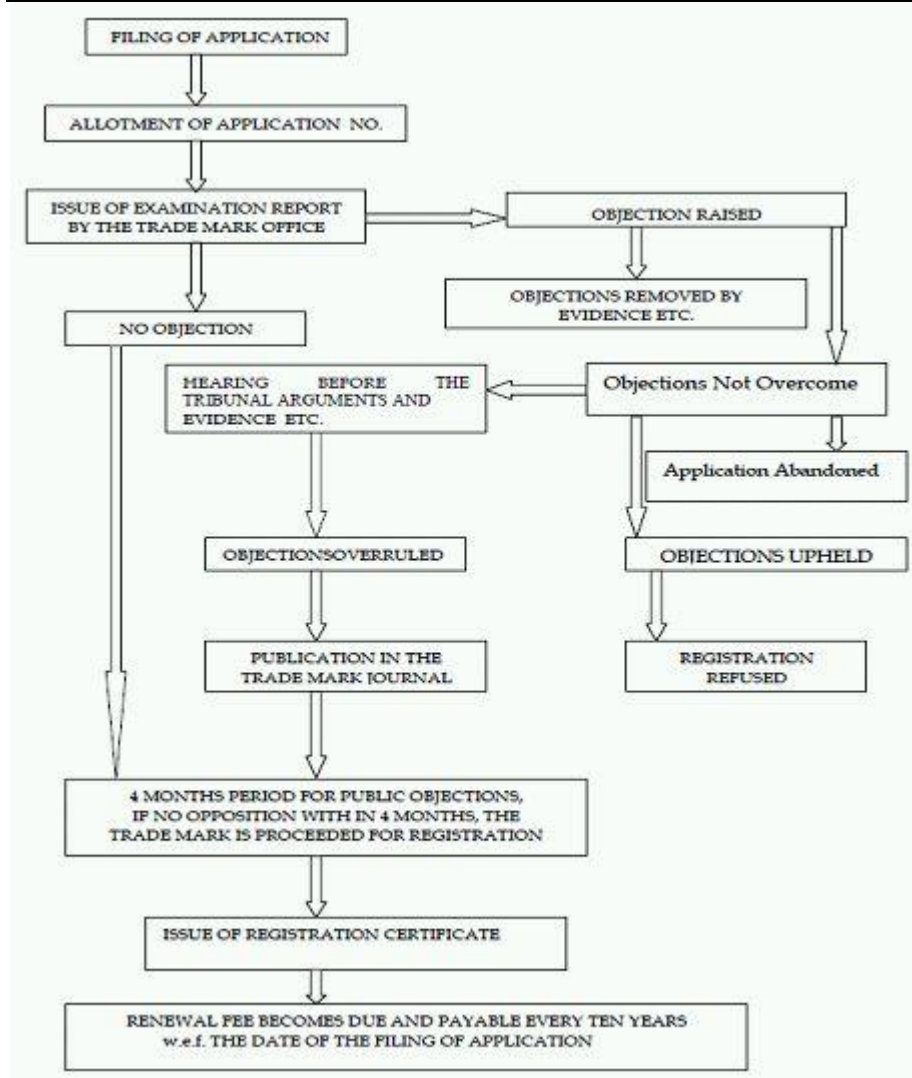 FILING OF APPLICATION
ALLOTMENT OF APPLICATION NO.
ISSUE OF EXAMINATION REPORT
BY THE TRADE MARK OFFICE
OBJECTION RAISED
OBJECTIONS REMOVED BY
EVIDENCE ETC.
NO OBJECTION
HEARING BEFORE THE
TRIBUNAL ARGUMENTS AND
EVIDENCE ETC.
Objections Not Overcome
Application Abandoned
OBJECTIONSOVERRULED
OBJECTIONS UPHELD
PUBLICATION IN THE
TRADE MARK JOURNAL
REGISTRATION
REFUSED
4 MONTHS PERIOD FOR PUBLIC OBJECTIONS,
IF NO OPPOSITION WITH IN 4 MONTHS, THE
TRADE MARK IS PROCEEDED FOR REGISTRATION
ISSUE OF REGISTRATION CERTIFICATE
RENEWAL FEE BECOMES DUE AND PAYABLE EVERY TEN YEARS
w.e.f. THE DATE OF THE FILING OF APPLICATION